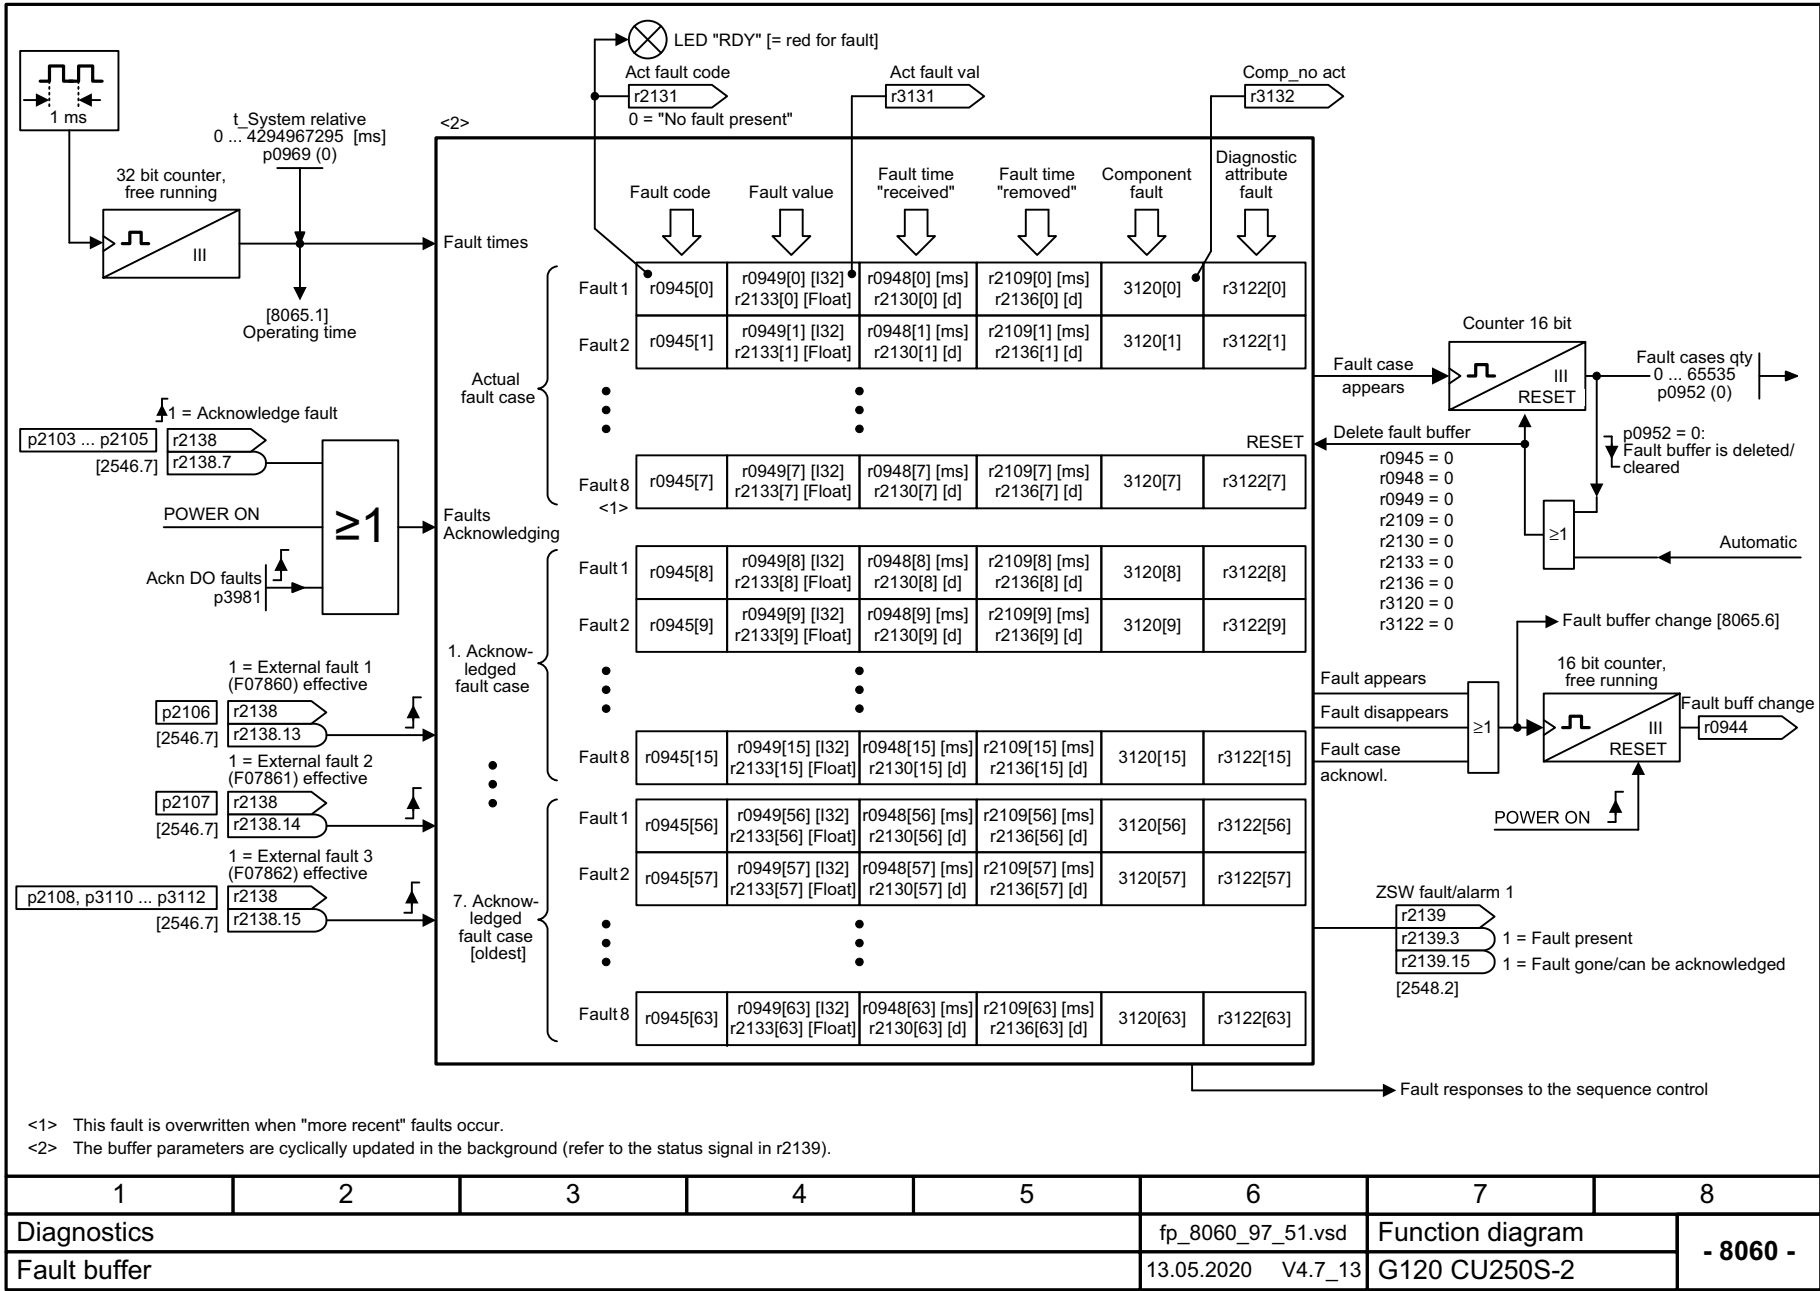 LED "RDY" [= red for fault]
Act fault code
r2131
0 = "No fault present"
Act fault val
r3131
Comp_no act
r3132
1 ms
t_System relative
0 ... 4294967295 [ms]
p0969 (0)
<2>
32 bit counter,
free running
III
[8065.1]
Operating time
Fault times
Fault code
Fault value
Fault time
"received"
Fault time
"removed"
Component
fault
Diagnostic
attribute
fault
Actual
fault case
Fault 1
r0945[0]
r0949[0] [I32]
r2133[0] [Float]
r0948[0] [ms]
r2130[0] [d]
r2109[0] [ms]
r2136[0] [d]
3120[0]
r3122[0]
Fault 2
r0945[1]
r0949[1] [I32]
r2133[1] [Float]
r0948[1] [ms]
r2130[1] [d]
r2109[1] [ms]
r2136[1] [d]
3120[1]
r3122[1]
Fault 8
<1>
r0945[7]
r0949[7] [I32]
r2133[7] [Float]
r0948[7] [ms]
r2130[7] [d]
r2109[7] [ms]
r2136[7] [d]
3120[7]
r3122[7]
1 = Acknowledge fault
p2103 ... p2105
r2138
[2546.7]
r2138.7
POWER ON
Ackn DO faults
p3981
≥1
Faults
Acknowledging
1. Acknow-
ledged
fault case
Fault 1
r0945[8]
r0949[8] [I32]
r2133[8] [Float]
r0948[8] [ms]
r2130[8] [d]
r2109[8] [ms]
r2136[8] [d]
3120[8]
r3122[8]
Fault 2
r0945[9]
r0949[9] [I32]
r2133[9] [Float]
r0948[9] [ms]
r2130[9] [d]
r2109[9] [ms]
r2136[9] [d]
3120[9]
r3122[9]
Fault 8
r0945[15]
r0949[15] [I32]
r2133[15] [Float]
r0948[15] [ms]
r2130[15] [d]
r2109[15] [ms]
r2136[15] [d]
3120[15]
r3122[15]
1 = External fault 1
(F07860) effective
p2106
r2138
[2546.7]
r2138.13
1 = External fault 2
(F07861) effective
p2107
r2138
[2546.7]
r2138.14
1 = External fault 3
(F07862) effective
p2108, p3110 ... p3112
r2138
[2546.7]
r2138.15
7. Acknow-
ledged
fault case
[oldest]
Fault 1
r0945[56]
r0949[56] [I32]
r2133[56] [Float]
r0948[56] [ms]
r2130[56] [d]
r2109[56] [ms]
r2136[56] [d]
3120[56]
r3122[56]
Fault 2
r0945[57]
r0949[57] [I32]
r2133[57] [Float]
r0948[57] [ms]
r2130[57] [d]
r2109[57] [ms]
r2136[57] [d]
3120[57]
r3122[57]
Fault 8
r0945[63]
r0949[63] [I32]
r2133[63] [Float]
r0948[63] [ms]
r2130[63] [d]
r2109[63] [ms]
r2136[63] [d]
3120[63]
r3122[63]
Counter 16 bit
Fault case
appears
III
RESET
Fault cases qty
0 ... 65535
p0952 (0)
RESET
Delete fault buffer
r0945 = 0
r0948 = 0
r0949 = 0
r2109 = 0
r2130 = 0
r2133 = 0
r2136 = 0
r3120 = 0
r3122 = 0
p0952 = 0:
Fault buffer is deleted/
cleared
≥1
Automatic
Fault buffer change [8065.6]
16 bit counter,
free running
Fault appears
Fault disappears
Fault case
acknowl.
≥1
III
RESET
Fault buff change
r0944
POWER ON
ZSW fault/alarm 1
r2139
r2139.3
1 = Fault present
r2139.15
1 = Fault gone/can be acknowledged
[2548.2]
Fault responses to the sequence control
<1> This fault is overwritten when "more recent" faults occur.
<2> The buffer parameters are cyclically updated in the background (refer to the status signal in r2139).
1 2 3 4 5 6 7 8
Diagnostics
fp_8060_97_51.vsd
Function diagram
- 8060 -
Fault buffer
13.05.2020 V4.7_13
G120 CU250S-2